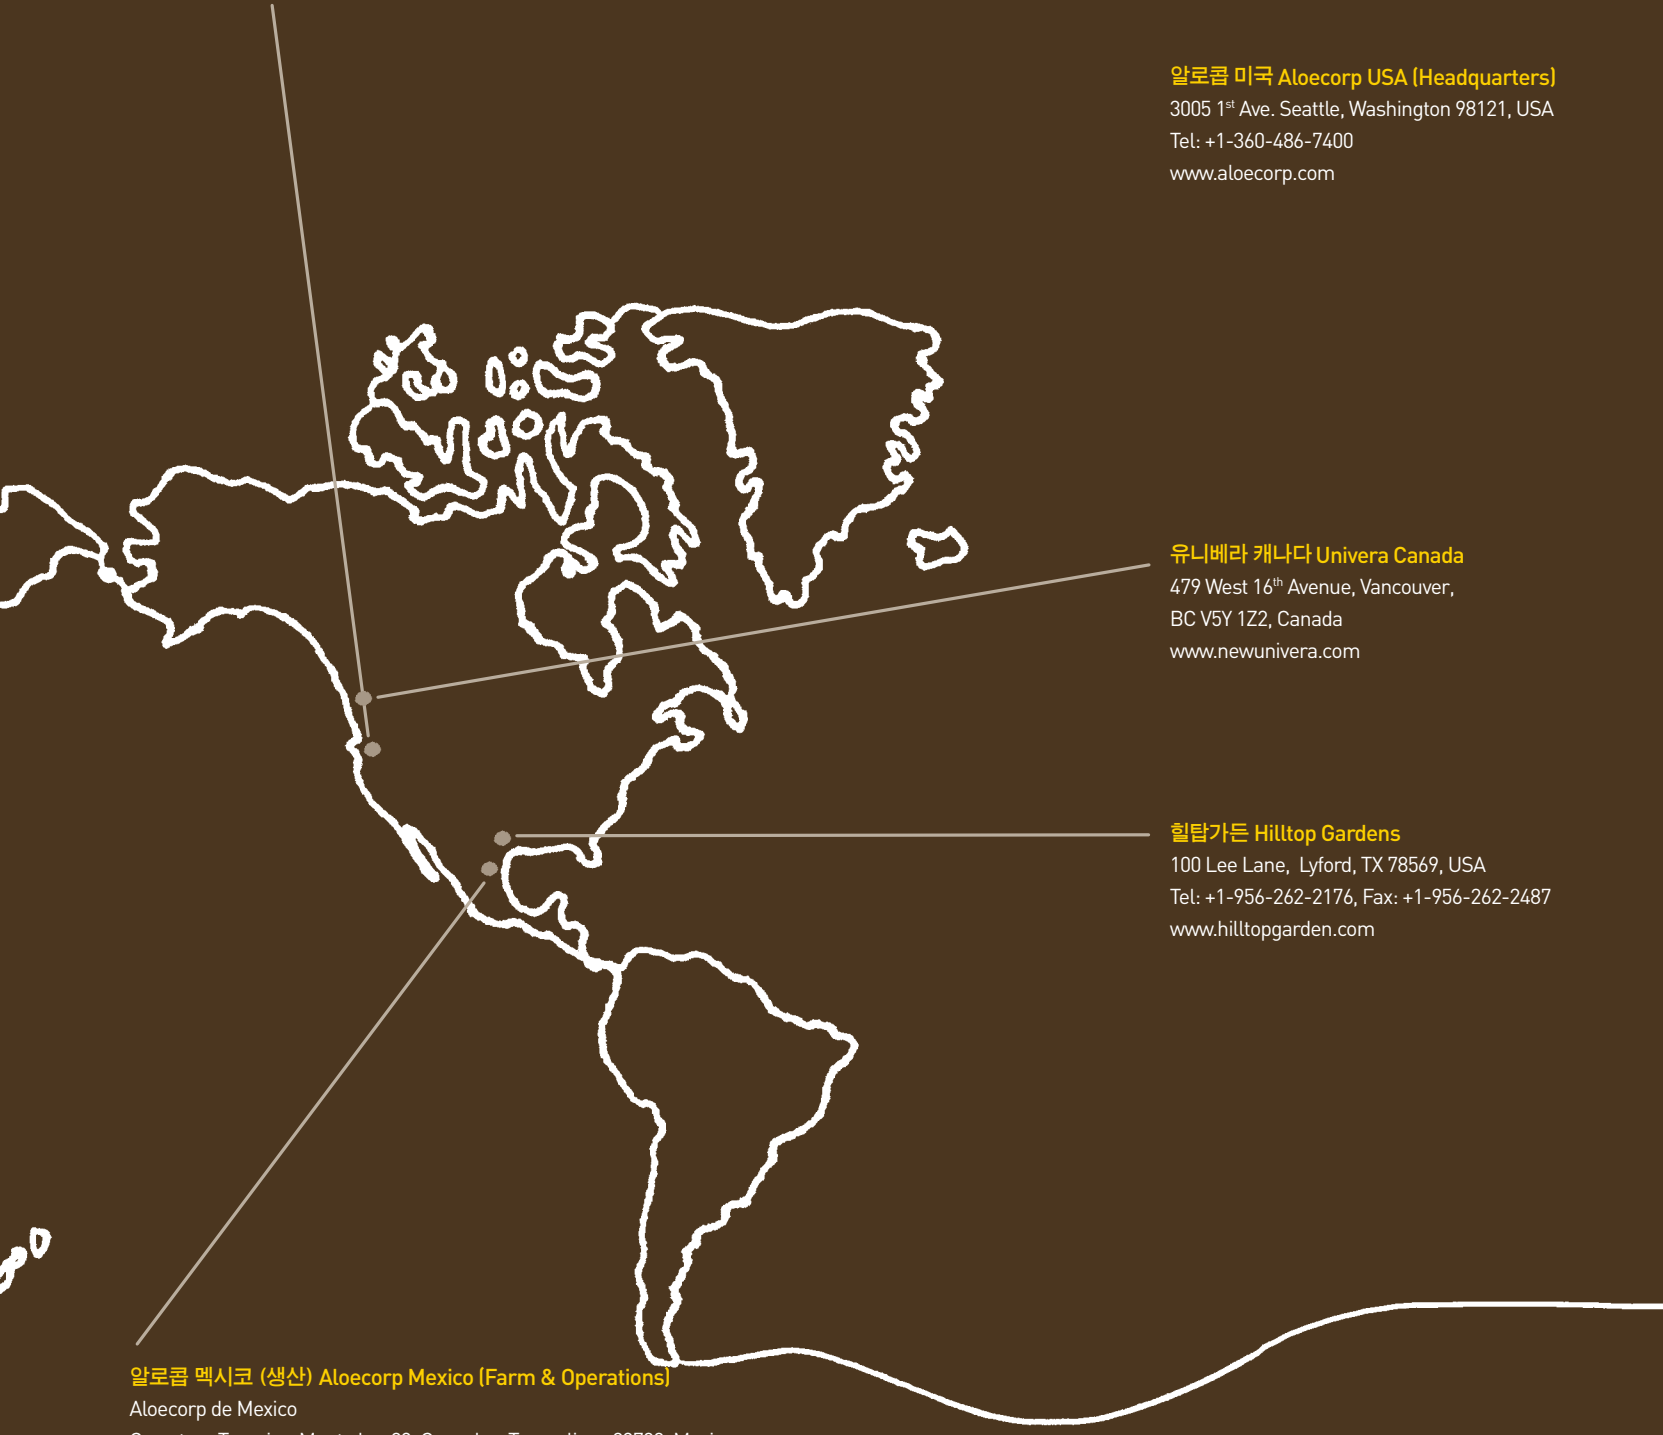 알로콥 미국 Aloecorp USA (Headquarters)
3005 1st Ave. Seattle, Washington 98121, USA
Tel: +1-360-486-7400
www.aloecorp.com
유니베라 캐나다 Univera Canada
479 West 16th Avenue, Vancouver,
BC V5Y 1Z2, Canada
www.newunivera.com
힐탑가든 Hilltop Gardens
100 Lee Lane, Lyford, TX 78569, USA
Tel: +1-956-262-2176, Fax: +1-956-262-2487
www.hilltopgarden.com
알로콥 멕시코 (생산) Aloecorp Mexico (Farm & Operations)
Aloecorp de Mexico